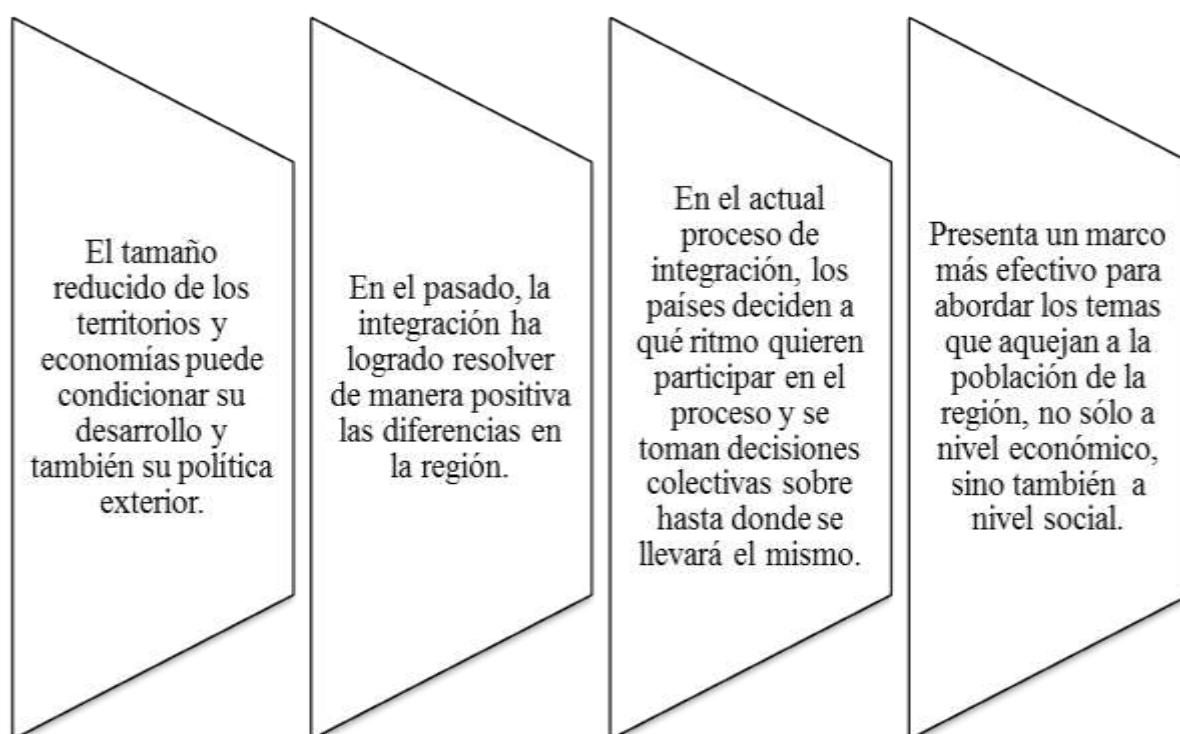 El tamaño
reducido de los
territorios y
economías puede
condicionar su
desarrollo y
también su política
exterior.
En el pasado, la
integración ha
logrado resolver
de manera positiva
las diferencias en
la región.
En el actual
proceso de
integración, los
países deciden a
qué ritmo quieren
participar en el
proceso y se
toman decisiones
colectivas sobre
hasta donde se
llevará el mismo.
Presenta un marco
más efectivo para
abordar los temas
que aquejan a la
población de la
región, no sólo a
nivel económico,
sino también a
nivel social.